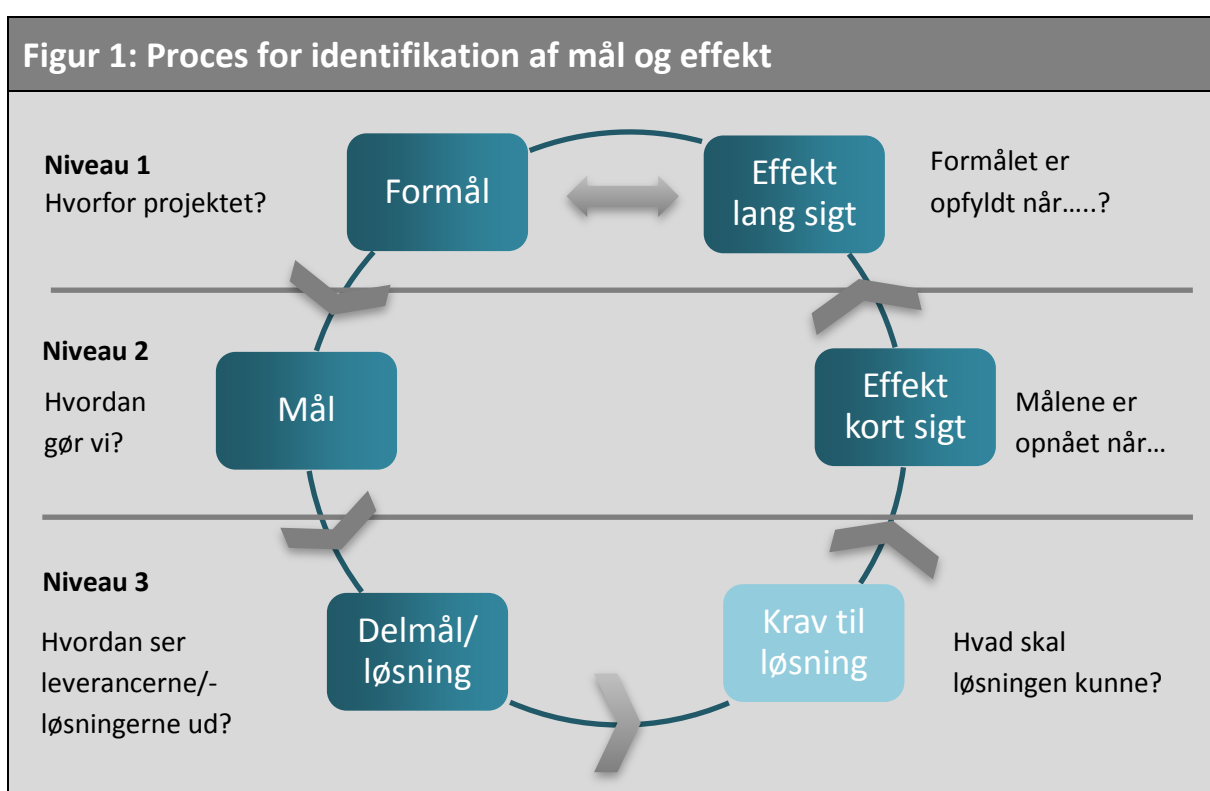 Figur 1: Proces for identifikation af mål og effekt
Niveau 1
Hvorfor projektet?
Formål
Effekt
lang sigt
Formålet er
opfyldt når…..?
Niveau 2
Hvordan
gør vi?
Mål
Effekt
kort sigt
Målene er
opnået når…
Niveau 3
Hvordan ser
leverancerne/-
løsningerne ud?
Delmål/
løsning
Krav til
løsning
Hvad skal
løsningen kunne?